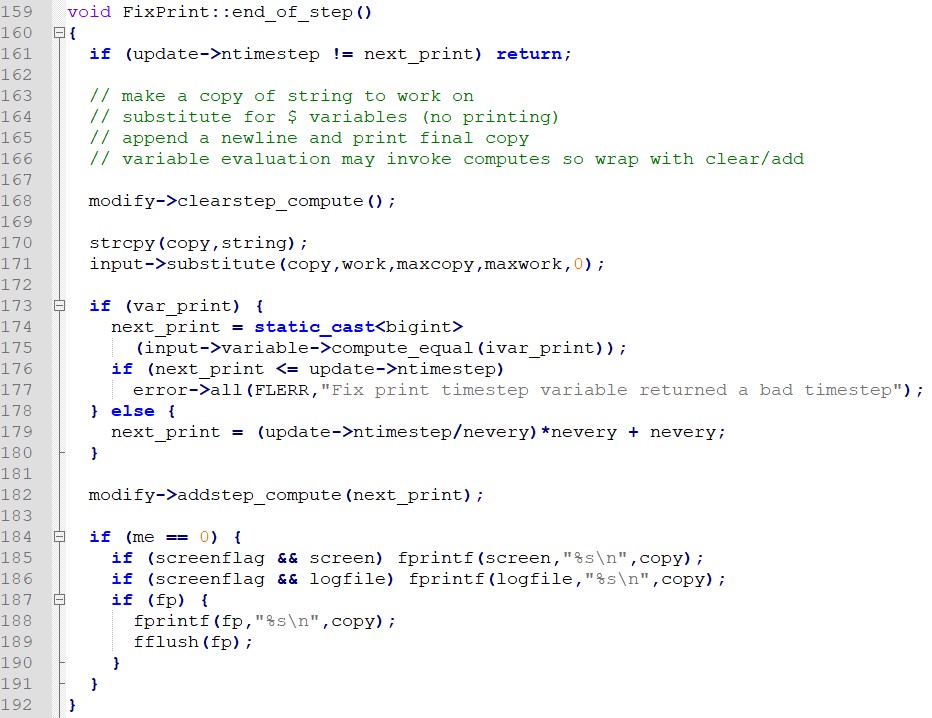 159 void FixPrint::end_of_step()
160 {
161 if (update->ntimestep != next_print) return;
162
163 // make a copy of string to work on
164 // substitute for $ variables (no printing)
165 // append a newline and print final copy
166 // variable evaluation may invoke computes so wrap with clear/add
167
168 modify->clearstep_compute();
169
170 strcpy(copy,string);
171 input->substitute(copy,work,maxcopy,maxwork,0);
172
173 if (var_print) {
174 next_print = static_cast<bigint>
175 (input->variable->compute_equal(ivar_print));
176 if (next_print <= update->ntimestep)
177 error->all(FLERR,"Fix print timestep variable returned a bad timestep");
178 } else {
179 next_print = (update->ntimestep/nevery)*nevery + nevery;
180 }
181
182 modify->addstep_compute(next_print);
183
184 if (me == 0) {
185 if (screenflag && screen) fprintf(screen,"%s\n",copy);
186 if (screenflag && logfile) fprintf(logfile,"%s\n",copy);
187 if (fp) {
188 fprintf(fp,"%s\n",copy);
189 fflush(fp);
190 }
191 }
192 }